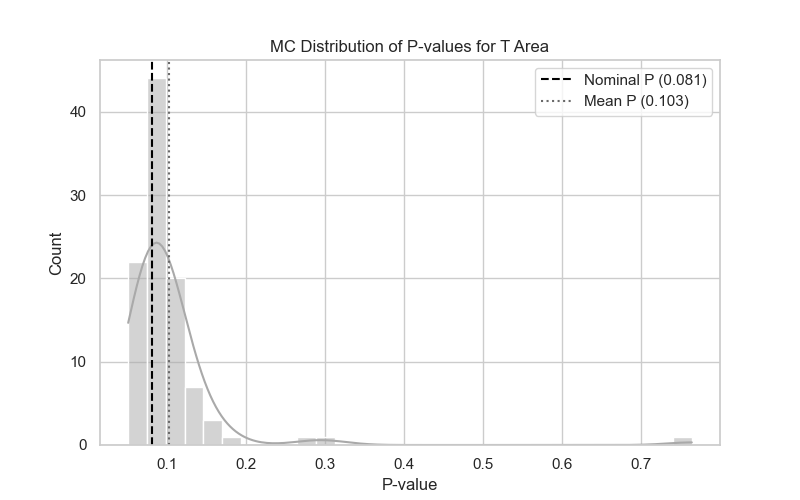 MC Distribution of P-values for T Area
Nominal P (0.081)
Mean P (0.103)
Count
40
30
20
10
0
0.1 0.2 0.3 0.4 0.5 0.6 0.7
P-value